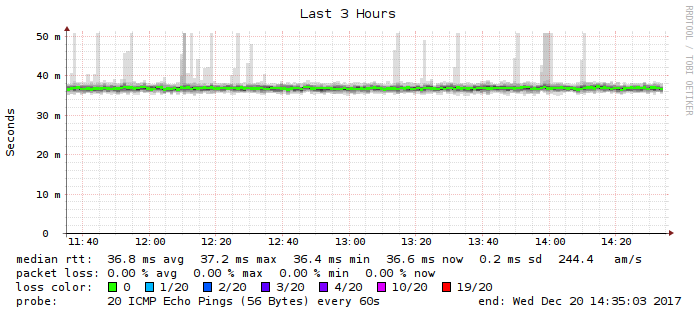 Last 3 Hours
RRDTOOL / TOBI OETIKER
Seconds
50 m
40 m
30 m
20 m
10 m
0
11:40 12:00 12:20 12:40 13:00 13:20 13:40 14:00 14:20
median rtt: 36.8 ms avg 37.2 ms max 36.4 ms min 36.6 ms now 0.2 ms sd 244.4 am/s
packet loss: 0.00 % avg 0.00 % max 0.00 % min 0.00 % now
loss color: 0 1/20 2/20 3/20 4/20 10/20 19/20
probe: 20 ICMP Echo Pings (56 Bytes) every 60s end: Wed Dec 20 14:35:03 2017